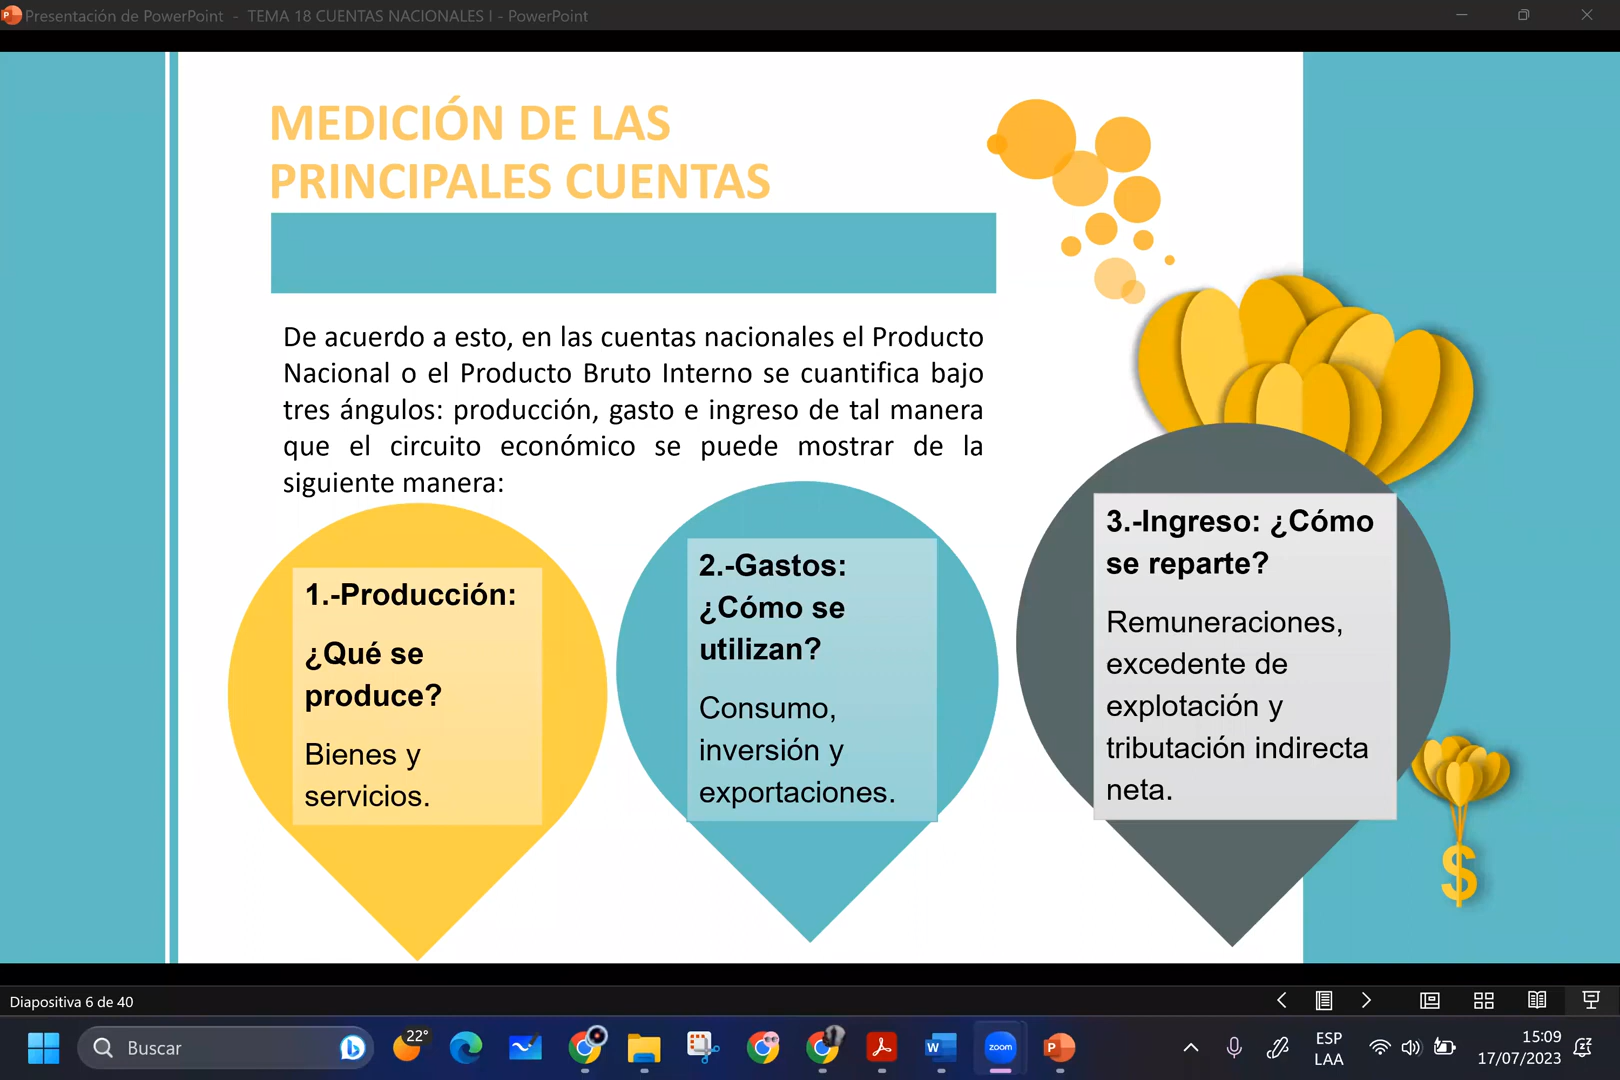 Presentación de PowerPoint - TEMA 18 CUENTAS NACIONALES I - PowerPoint
MEDICIÓN DE LAS
PRINCIPALES CUENTAS
De acuerdo a esto, en las cuentas nacionales el Producto
Nacional o el Producto Bruto Interno se cuantifica bajo
tres ángulos: producción, gasto e ingreso de tal manera
que el circuito económico se puede mostrar de la
siguiente manera:
1.-Producción:
¿Qué se
produce?
Bienes y
servicios.
2.-Gastos:
¿Cómo se
utilizan?
Consumo,
inversión y
exportaciones.
3.-Ingreso: ¿Cómo
se reparte?
Remuneraciones,
excedente de
explotación y
tributación indirecta
neta.
$
Diapositiva 6 de 40
Buscar
22°
zoom
ESP
LAA
15:09
17/07/2023